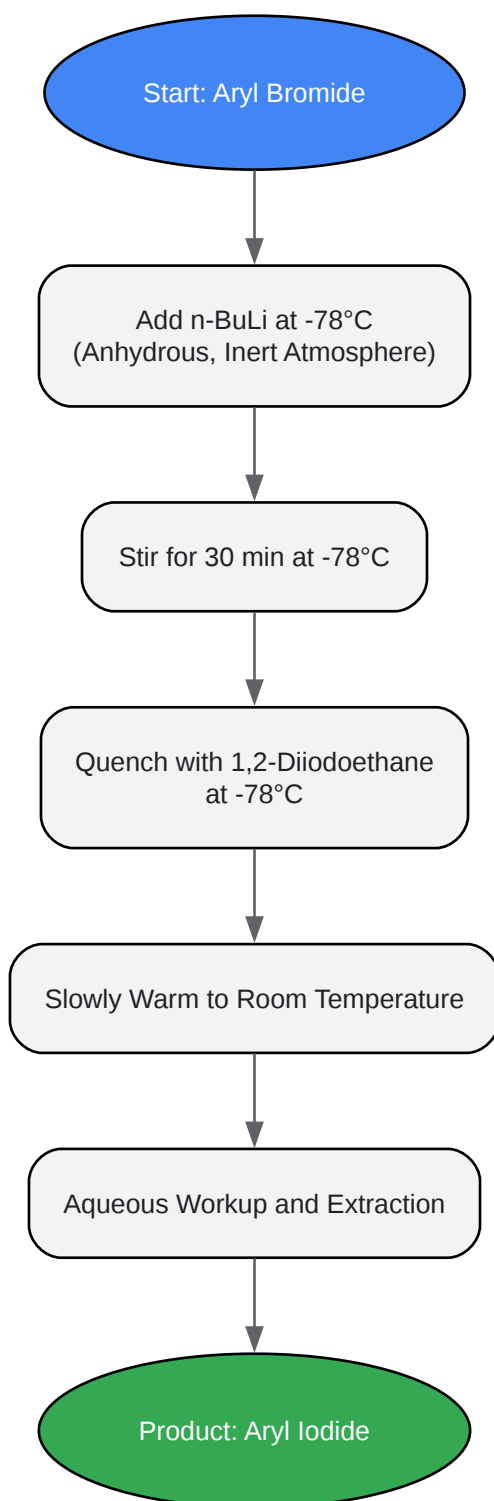 Start: Aryl Bromide
Add n-BuLi at -78°C
(Anhydrous, Inert Atmosphere)
Stir for 30 min at -78°C
Quench with 1,2-Diiodoethane
at -78°C
Slowly Warm to Room Temperature
Aqueous Workup and Extraction
Product: Aryl Iodide